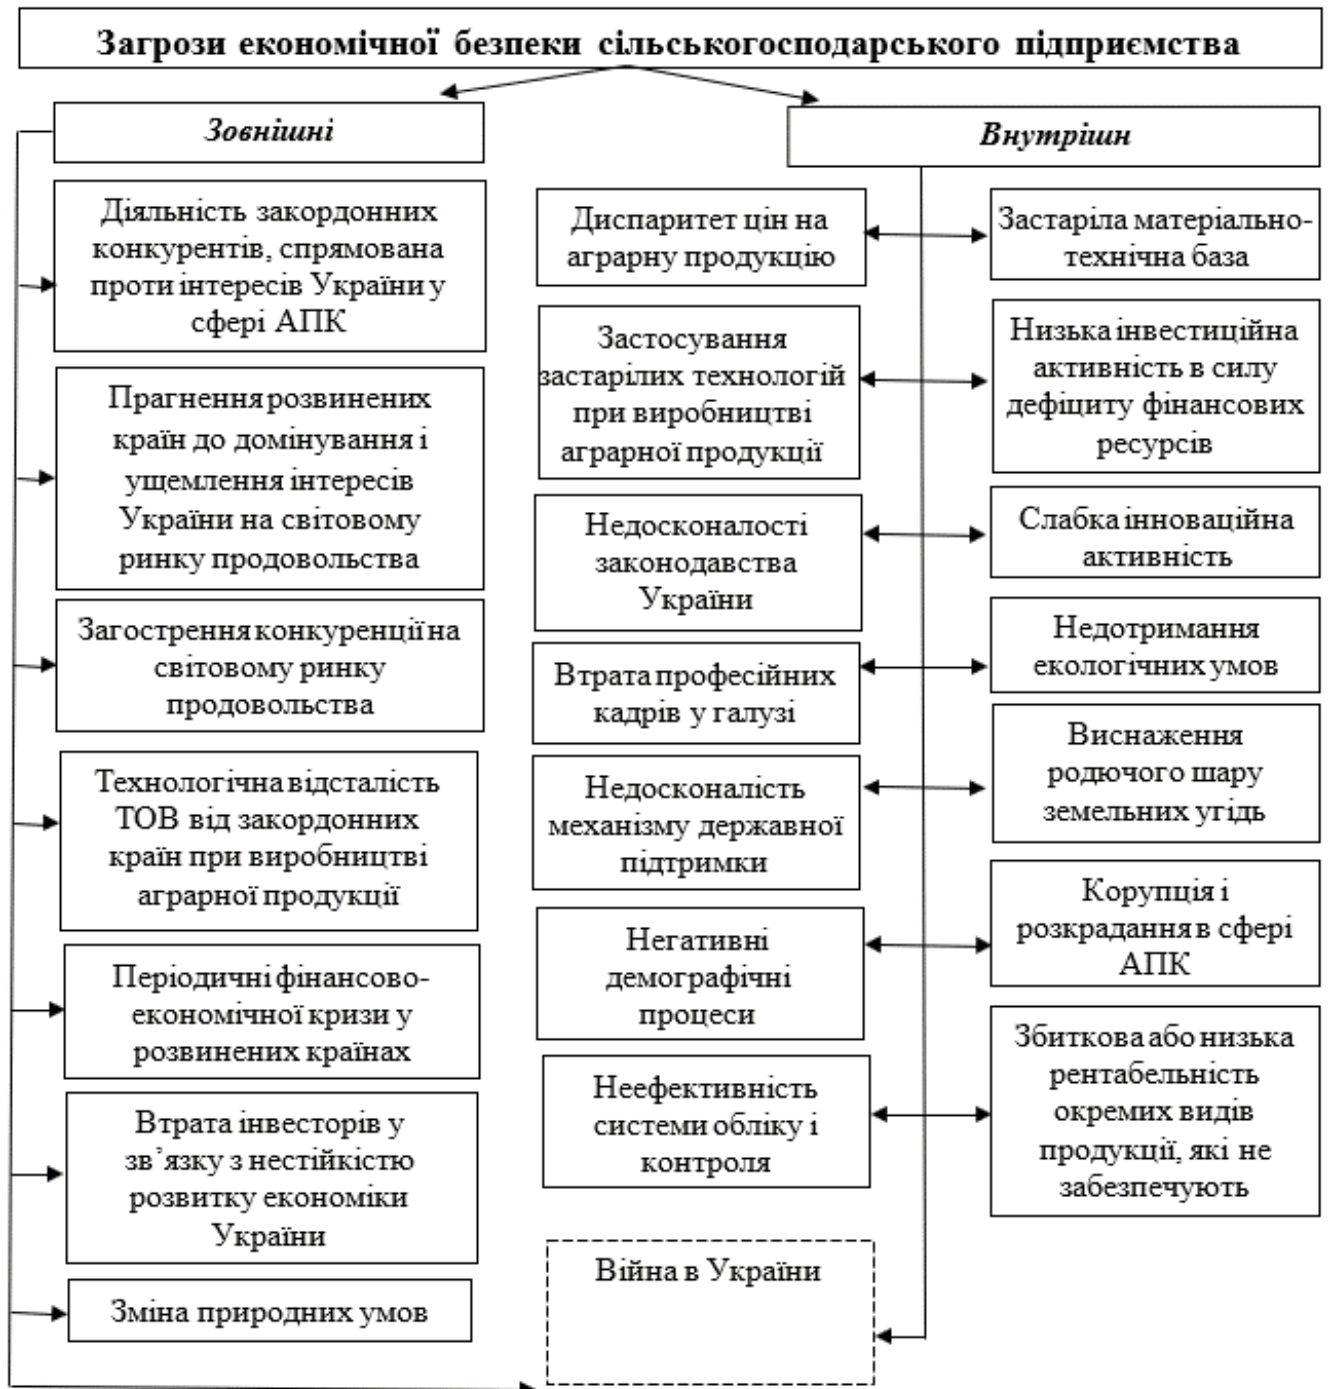 Загрози економічної безпеки сільськогосподарського підприємства
Зовнішні
Діяльність закордонних
конкурентів, спрямована
проти інтересів України у
сфері АПК
Прагнення розвинених
країн до домінування і
ущемлення інтересів
України на світовому
ринку продовольства
Загострення конкуренції на
світовому ринку
продовольства
Технологічна відсталість
ТОВ від закордонних
країн при виробництві
аграрної продукції
Періодичні фінансово-
економічної кризи у
розвинених країнах
Втрата інвесторів у
зв’язку з нестійкістю
розвитку економіки
України
Зміна природних умов
Внутрішн
Диспаритет цін на
аграрну продукцію
Застосування
застарілих технологій
при виробництві
аграрної продукції
Недосконалості
законодавства
України
Втрата професійних
кадрів у галузі
Недосконалість
механізму державної
підтримки
Негативні
демографічні
процеси
Неефективність
системи обліку і
контроля
Війна в України
Застаріла матеріально-
технічна база
Низька інвестиційна
активність в силу
дефіциту фінансових
ресурсів
Слабка інноваційна
активність
Недотримання
екологічних умов
Виснаження
родючого шару
земельних угідь
Корупція і
розкрадання в сфері
АПК
Збиткова або низька
рентабельність
окремих видів
продукції, які не
забезпечують